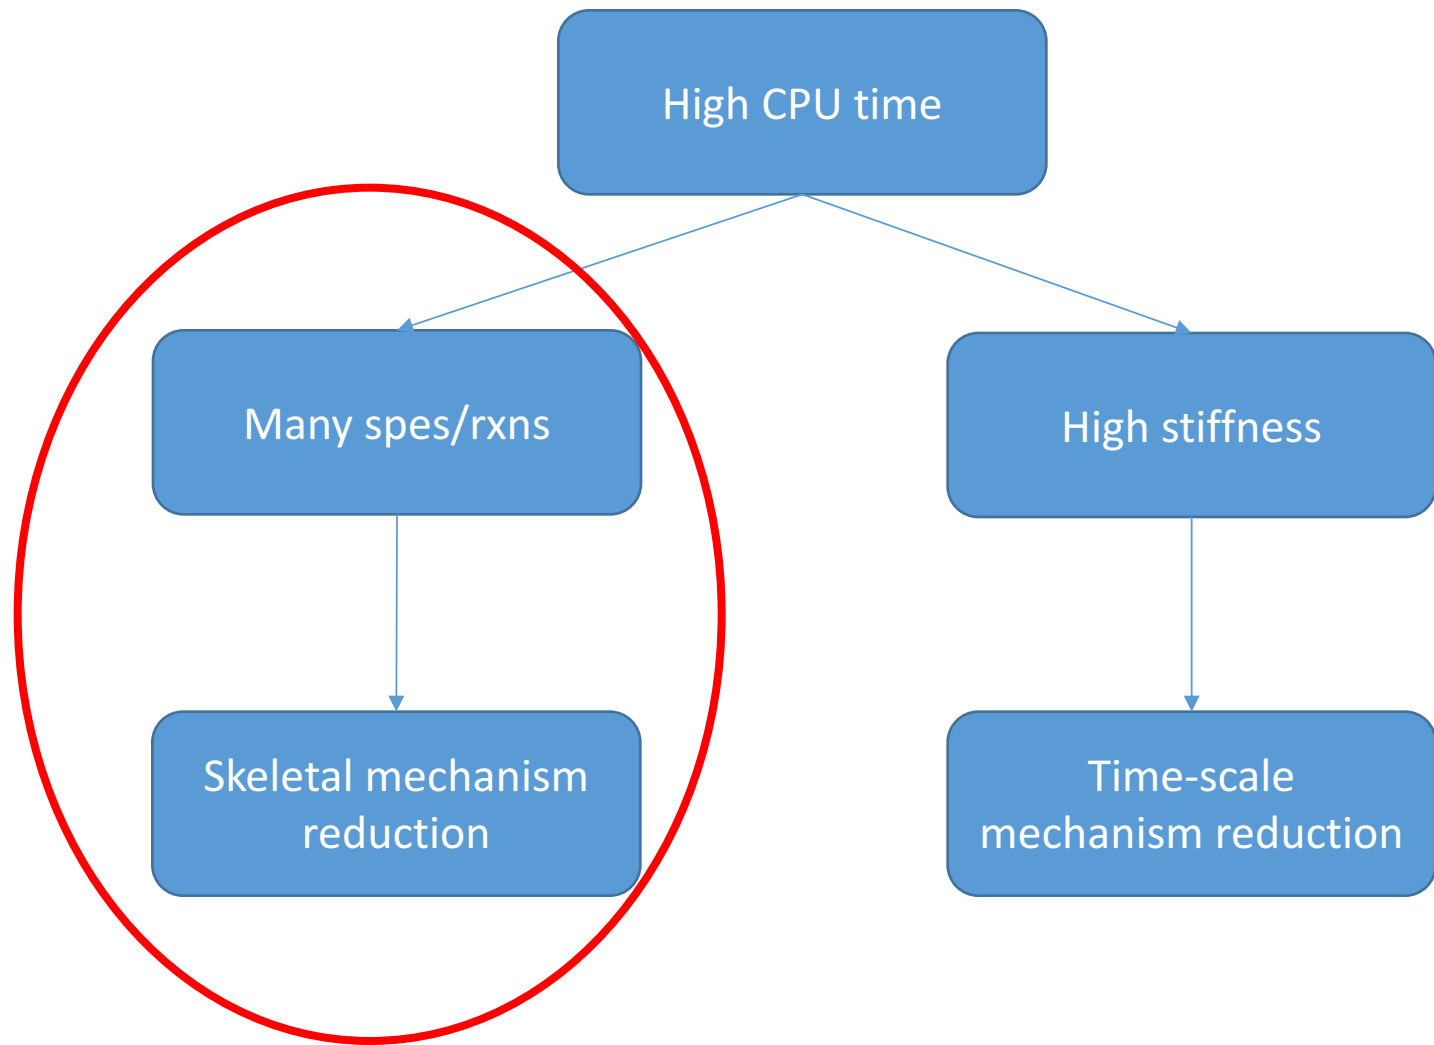 High CPU time
Many spes/rxns
High stiffness
Skeletal mechanism
reduction
Time-scale
mechanism reduction